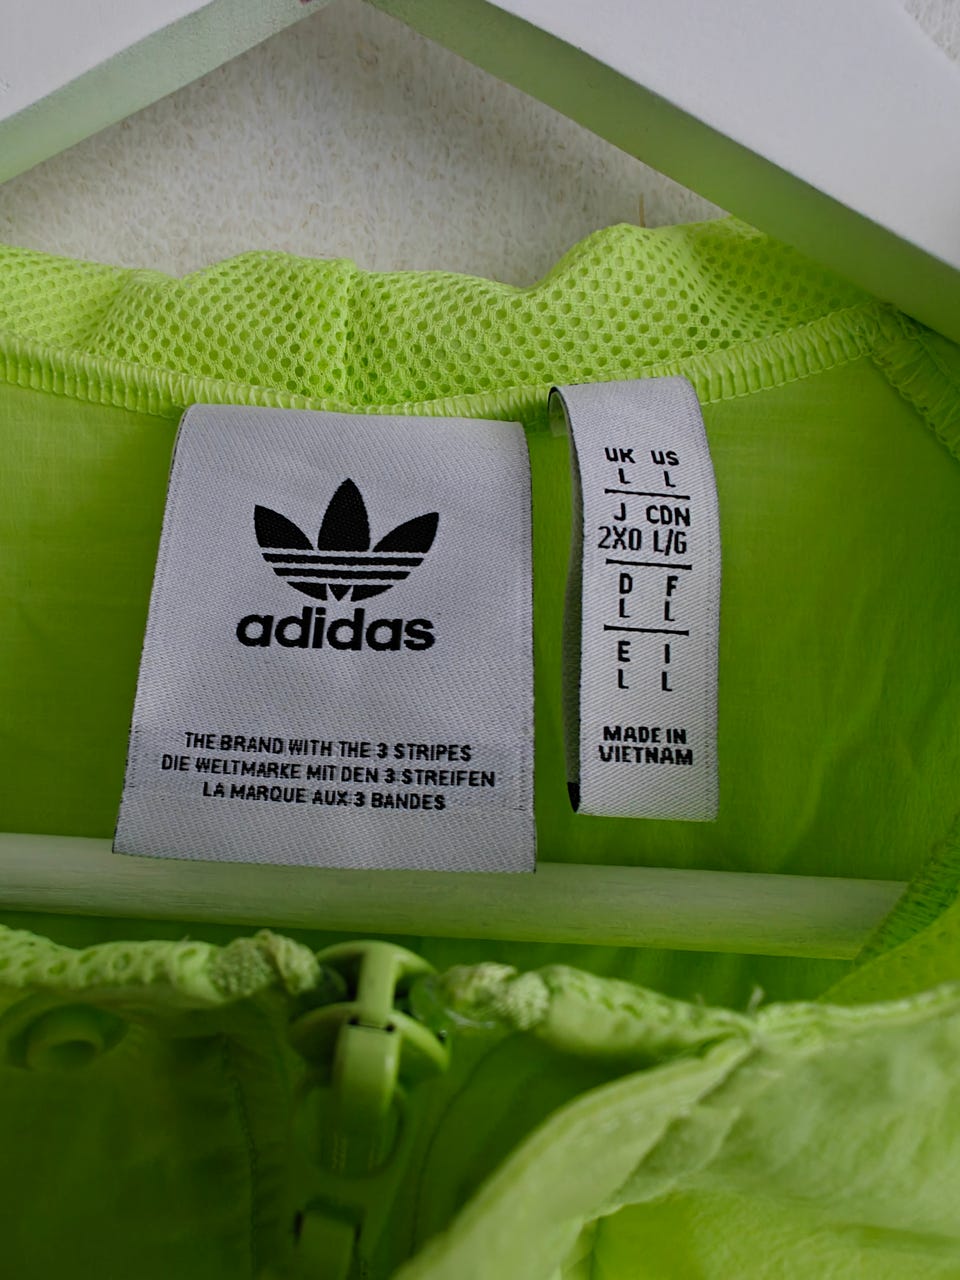 adidas
THE BRAND WITH THE 3 STRIPES
DIE WELTMARKE MIT DEN 3 STREIFEN
LA MARQUE AUX 3 BANDES
UK US
L L
J CDN
2XO L/G
D F
L L
E I
L L
MADE IN
VIETNAM